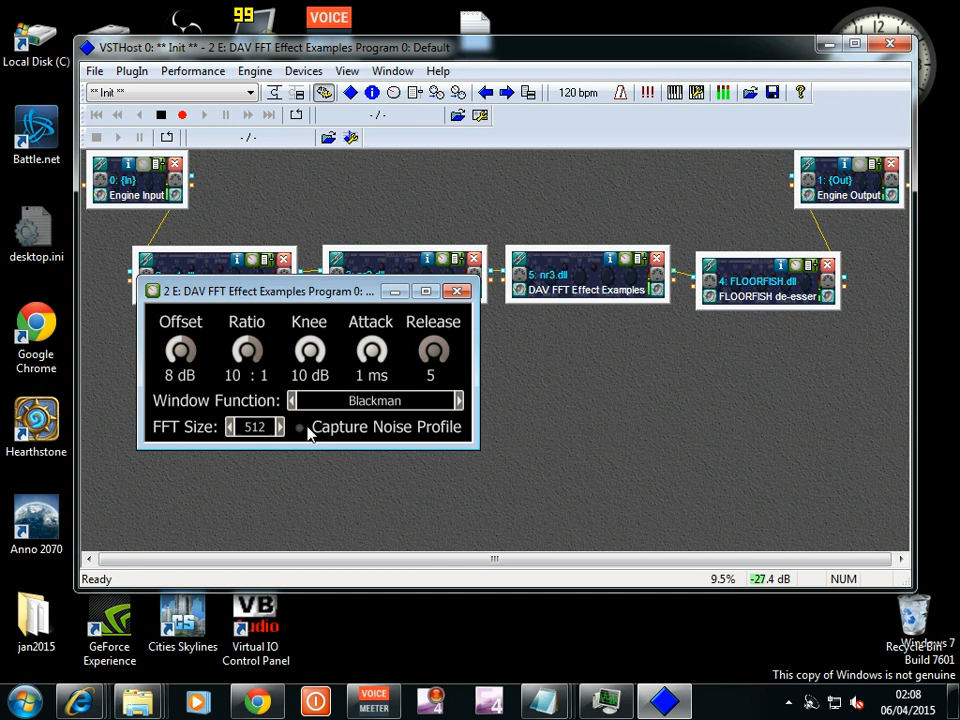 Local Disk (C)
99
VOICE
VSTHost 0: ** Init ** - 2 E: DAV FFT Effect Examples Program 0: Default
File PlugIn Performance Engine Devices View Window Help
** Init **
120 bpm
- / -
- / -
Battle.net
0: {In}
Engine Input
1: {Out}
Engine Output
desktop.ini
5: nr3.dll
DAV FFT Effect Examples
4: FLOORFISH.dll
FLOORFISH de-esser
2 E: DAV FFT Effect Examples Program 0: ...
Offset Ratio Knee Attack Release
8 dB 10 : 1 10 dB 1 ms 5
Window Function: Blackman
FFT Size: 512 Capture Noise Profile
Google
Chrome
Hearthstone
Anno 2070
Ready
9.5% -27.4 dB NUM
jan2015
GeForce
Experience
Cities Skylines
VB
Audio
Virtual IO
Control Panel
Recycle Bin
Windows 7
Build 7601
This copy of Windows is not genuine
VOICE
MEETER
4
4
02:08
06/04/2015